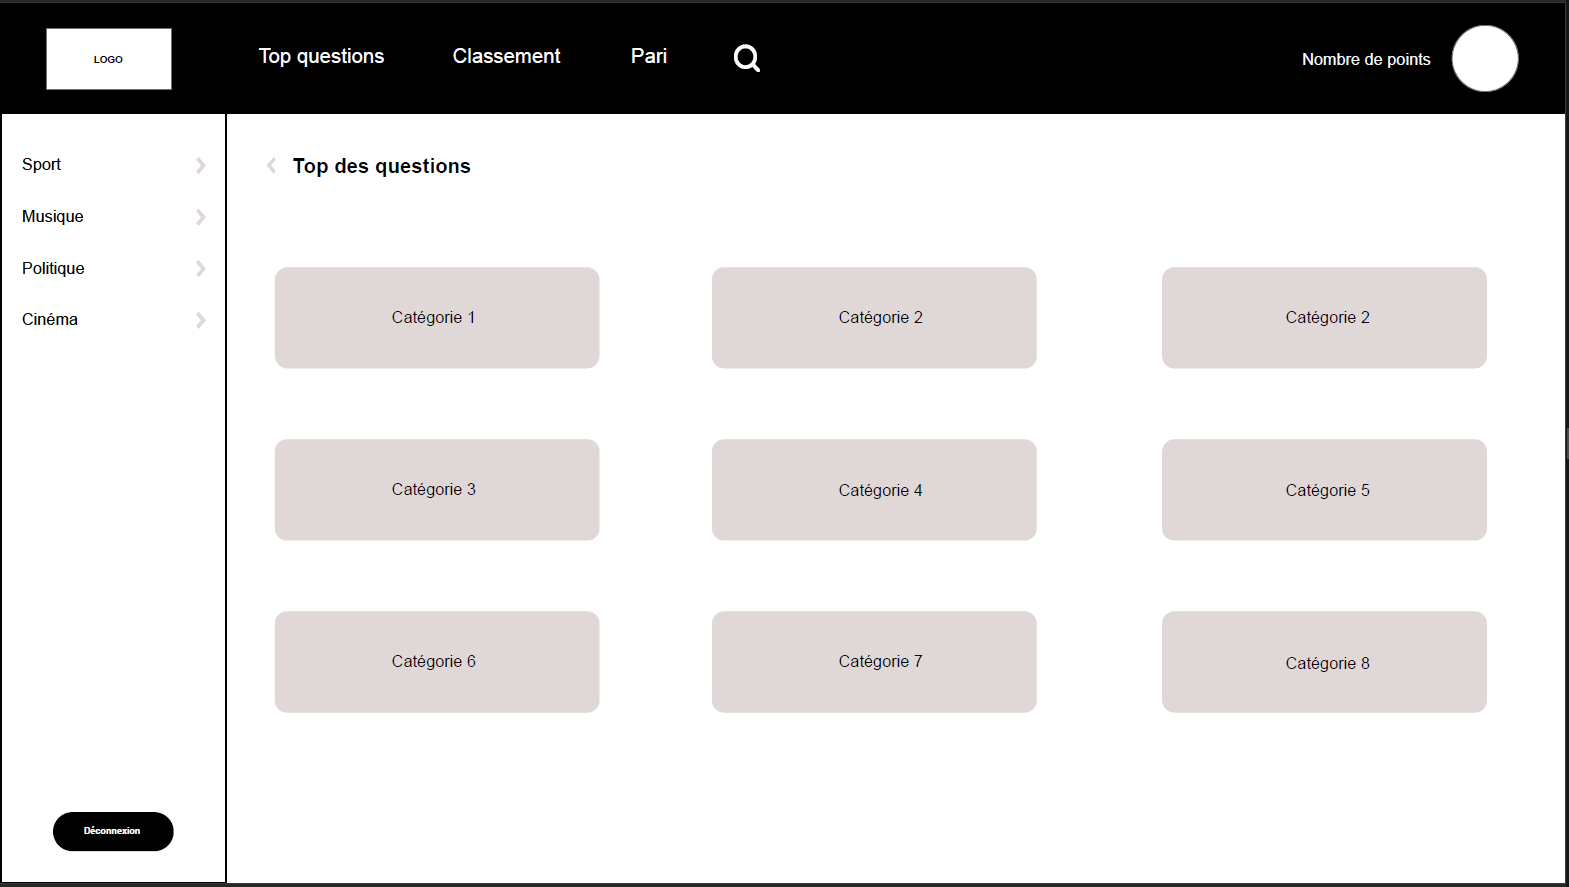 LOGO
Top questions
Classement
Pari
Nombre de points
Sport
Musique
Politique
Cinéma
Déconnexion
Top des questions
Catégorie 1
Catégorie 2
Catégorie 2
Catégorie 3
Catégorie 4
Catégorie 5
Catégorie 6
Catégorie 7
Catégorie 8